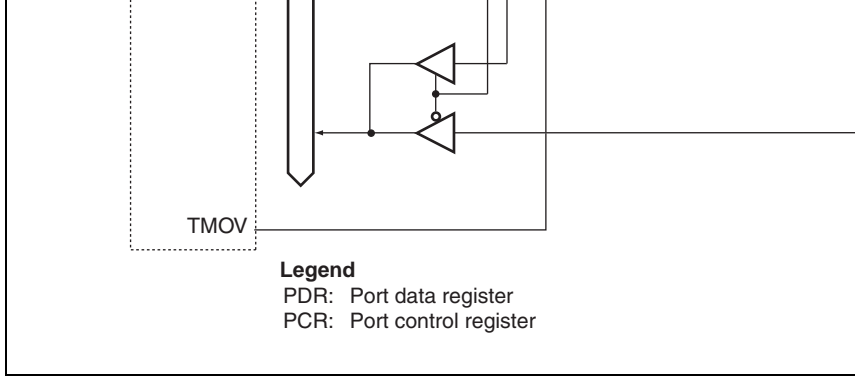 TMOV
Legend
PDR: Port data register
PCR: Port control register